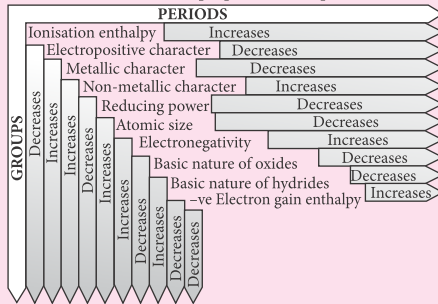 PERIODS
Ionisation enthalpy Increases
Electropositive character Decreases
Metallic character Decreases
Non-metallic character Increases
Reducing power Decreases
Atomic size Decreases
Electronegativity Increases
Basic nature of oxides Decreases
Basic nature of hydrides Decreases
–ve Electron gain enthalpy Increases
GROUPS
Decreases
Increases
Increases
Decreases
Increases
Increases
Decreases
Increases
Decreases
Decreases